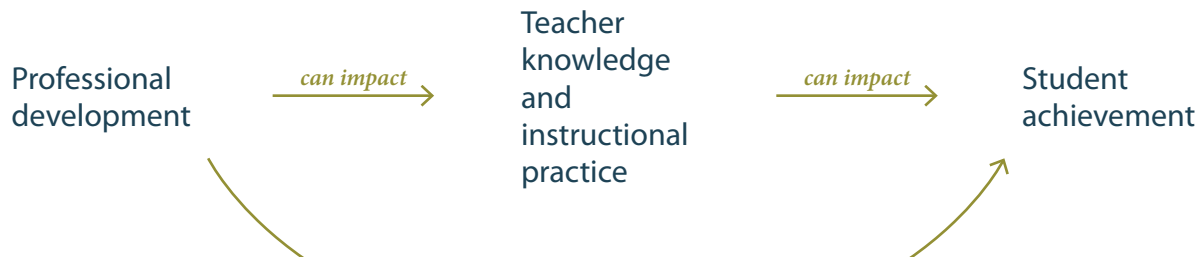 Professional
development
can impact
Teacher
knowledge
and
instructional
practice
can impact
Student
achievement